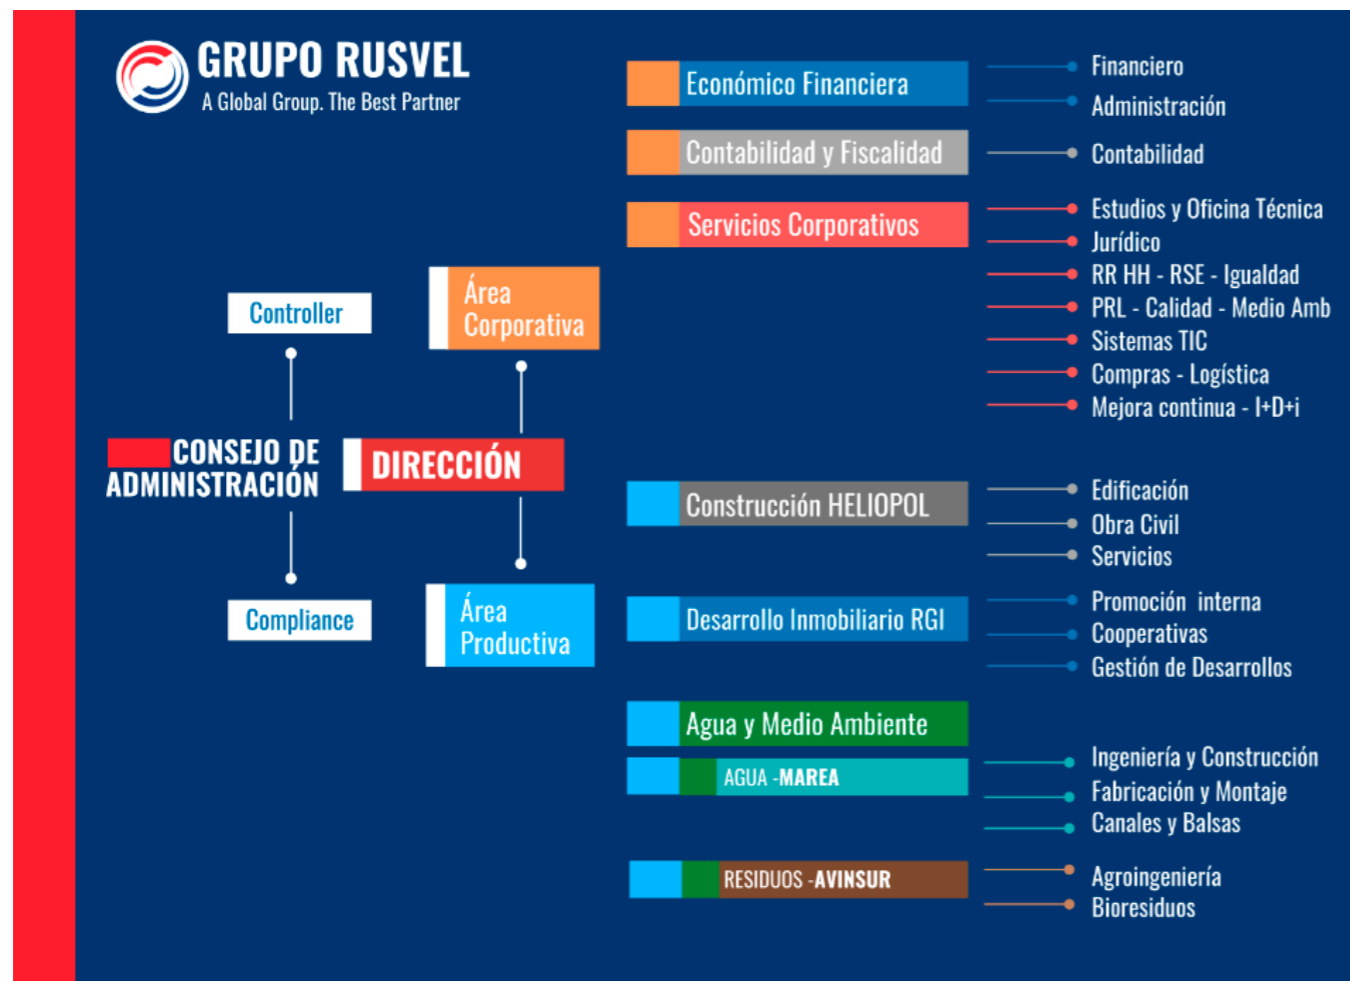 GRUPO RUSVEL
A Global Group. The Best Partner
Económico Financiera
Financiero
Administración
Contabilidad y Fiscalidad
Contabilidad
Servicios Corporativos
Estudios y Oficina Técnica
Jurídico
RR HH - RSE - Igualdad
PRL - Calidad - Medio Amb
Sistemas TIC
Compras - Logística
Mejora continua - I+D+i
Controller
Área
Corporativa
CONSEJO DE
ADMINISTRACIÓN
DIRECCIÓN
Compliance
Área
Productiva
Construcción HELIOPOL
Edificación
Obra Civil
Servicios
Desarrollo Inmobiliario RGI
Promoción interna
Cooperativas
Gestión de Desarrollos
Agua y Medio Ambiente
AGUA -MAREA
Ingeniería y Construcción
Fabricación y Montaje
Canales y Balsas
RESIDUOS -AVINSUR
Agroingeniería
Bioresiduos